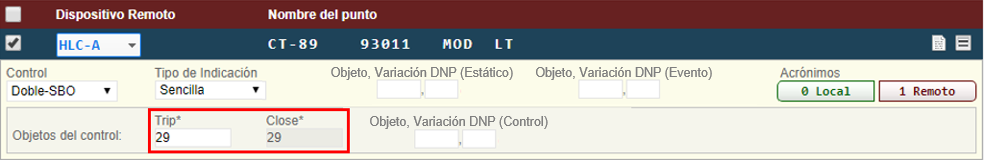 Dispositivo Remoto Nombre del punto
HLC-A CT-89 93011 MOD LT
Control Tipo de Indicación Objeto, Variación DNP (Estático) Objeto, Variación DNP (Evento) Acrónimos
Doble-SBO Sencilla , , 0 Local 1 Remoto
Trip* Close* Objeto, Variación DNP (Control)
Objetos del control: 29 29 ,